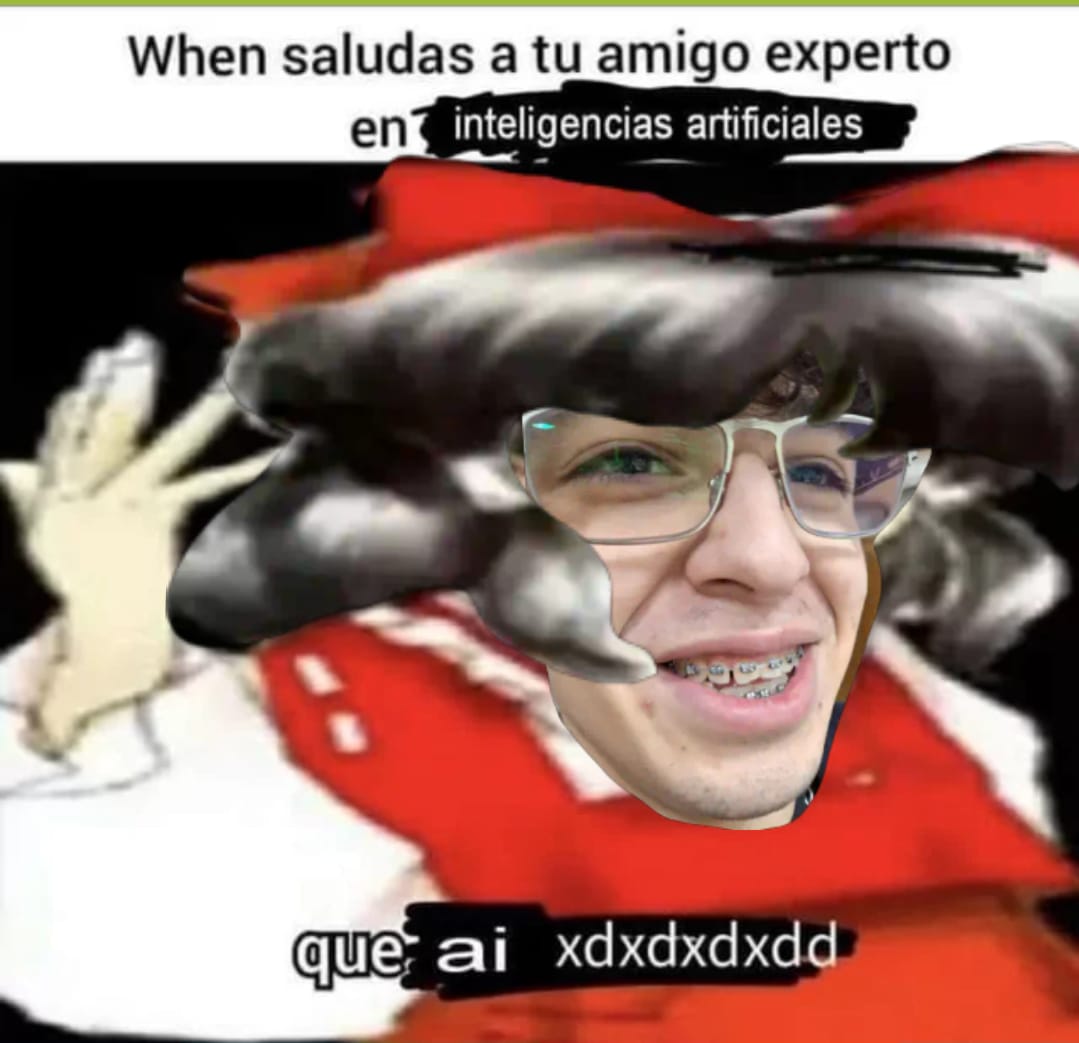 When saludas a tu amigo experto
en inteligencias artificiales
que ai xdxdxdxdd